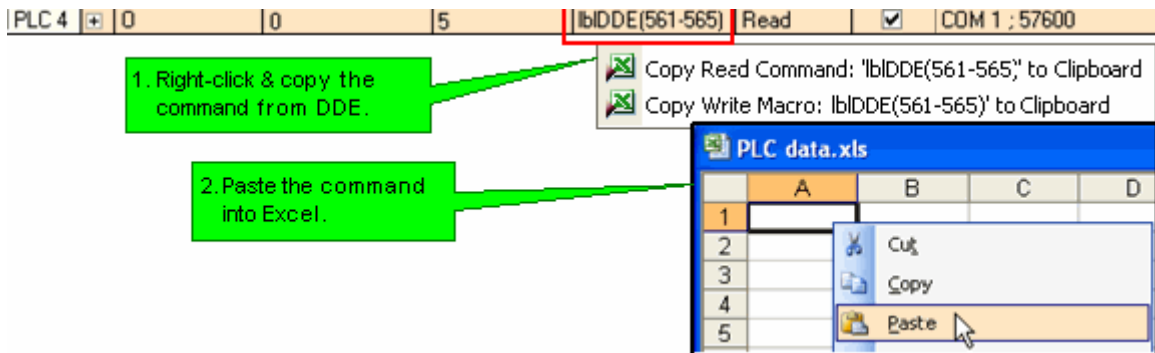 PLC 4 + 0 0 5 lblDDE(561-565) Read COM 1 ; 57600
1. Right-click & copy the
command from DDE.
Copy Read Command: 'lblDDE(561-565)' to Clipboard
Copy Write Macro: lblDDE(561-565)' to Clipboard
PLC data.xls
2. Paste the command
into Excel.
A B C D
1
2
3
4
5
Cut
Copy
Paste